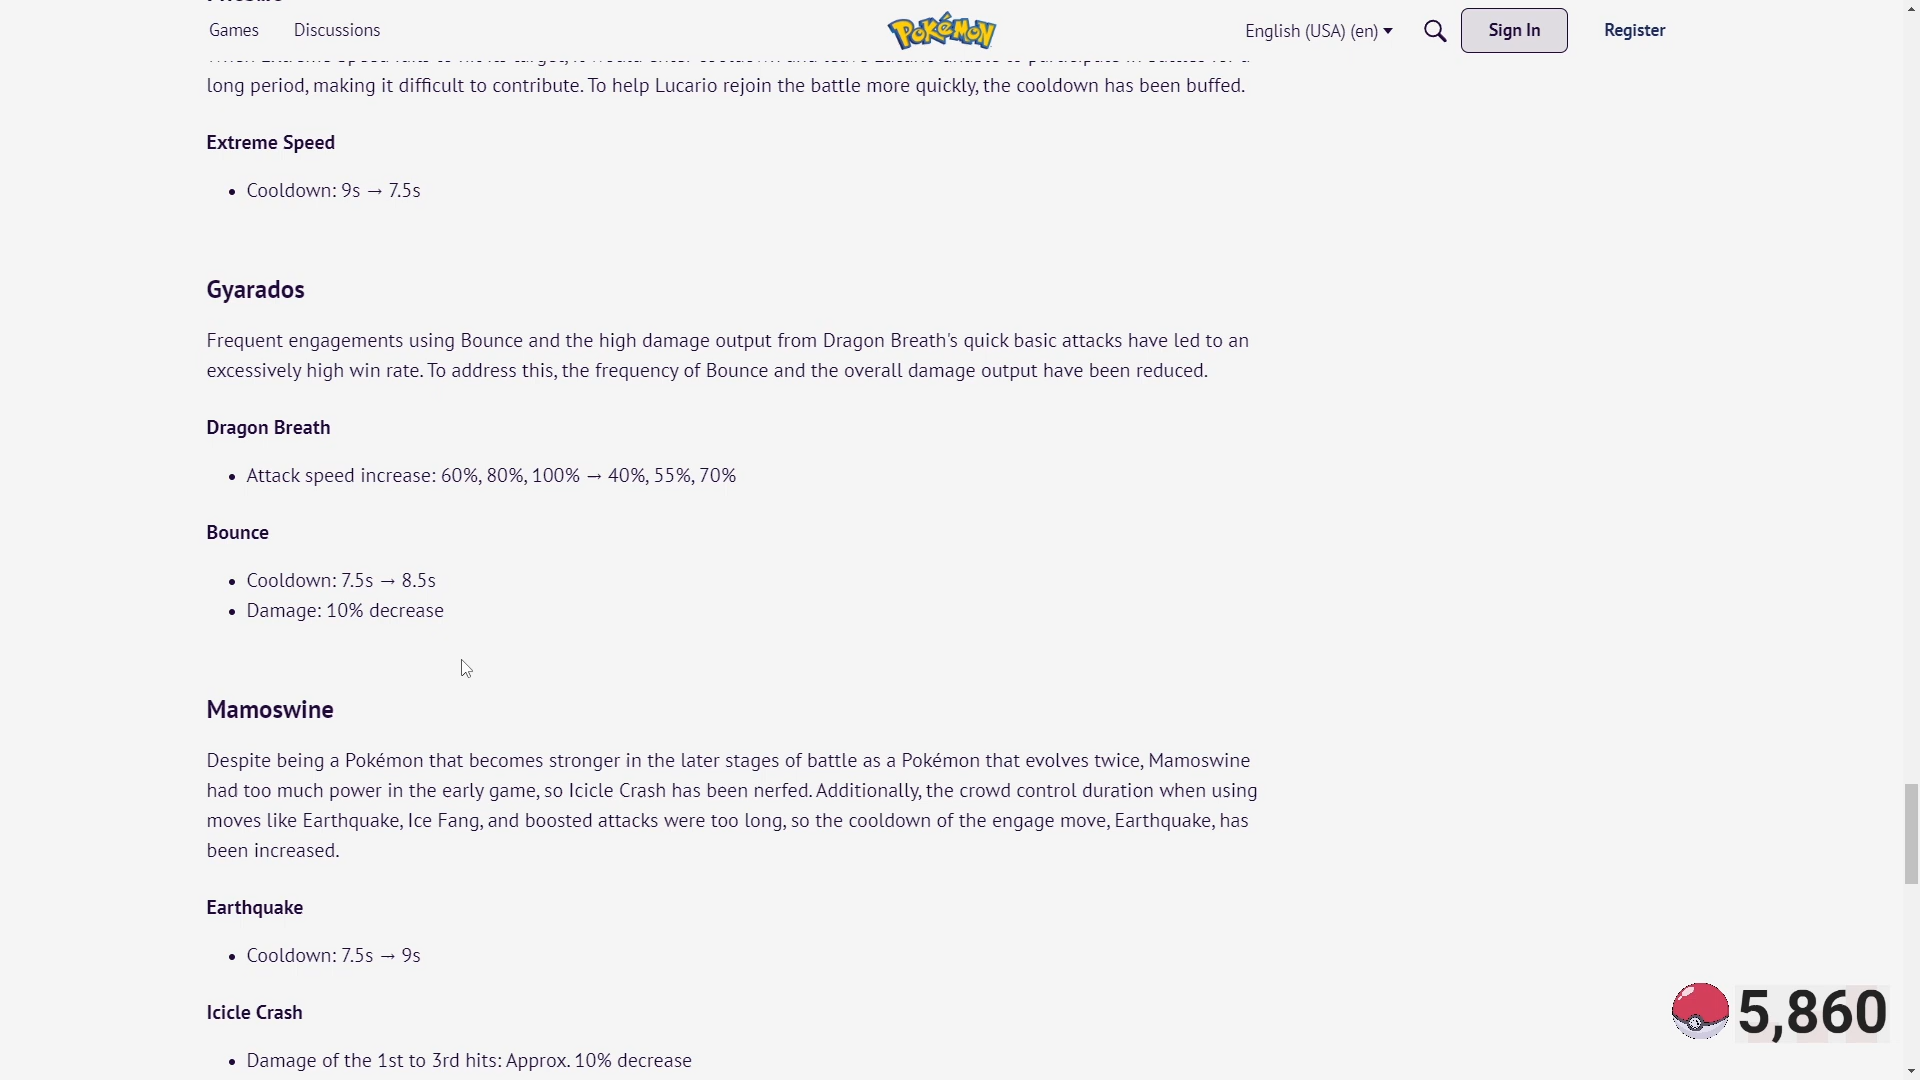 Games
Discussions
POKéMON
English (USA) (en)
Sign In
Register
long period, making it difficult to contribute. To help Lucario rejoin the battle more quickly, the cooldown has been buffed.
Extreme Speed
• Cooldown: 9s → 7.5s
Gyarados
Frequent engagements using Bounce and the high damage output from Dragon Breath's quick basic attacks have led to an
excessively high win rate. To address this, the frequency of Bounce and the overall damage output have been reduced.
Dragon Breath
• Attack speed increase: 60%, 80%, 100% → 40%, 55%, 70%
Bounce
• Cooldown: 7.5s → 8.5s
• Damage: 10% decrease
Mamoswine
Despite being a Pokémon that becomes stronger in the later stages of battle as a Pokémon that evolves twice, Mamoswine
had too much power in the early game, so Icicle Crash has been nerfed. Additionally, the crowd control duration when using
moves like Earthquake, Ice Fang, and boosted attacks were too long, so the cooldown of the engage move, Earthquake, has
been increased.
Earthquake
• Cooldown: 7.5s → 9s
Icicle Crash
• Damage of the 1st to 3rd hits: Approx. 10% decrease
5,860